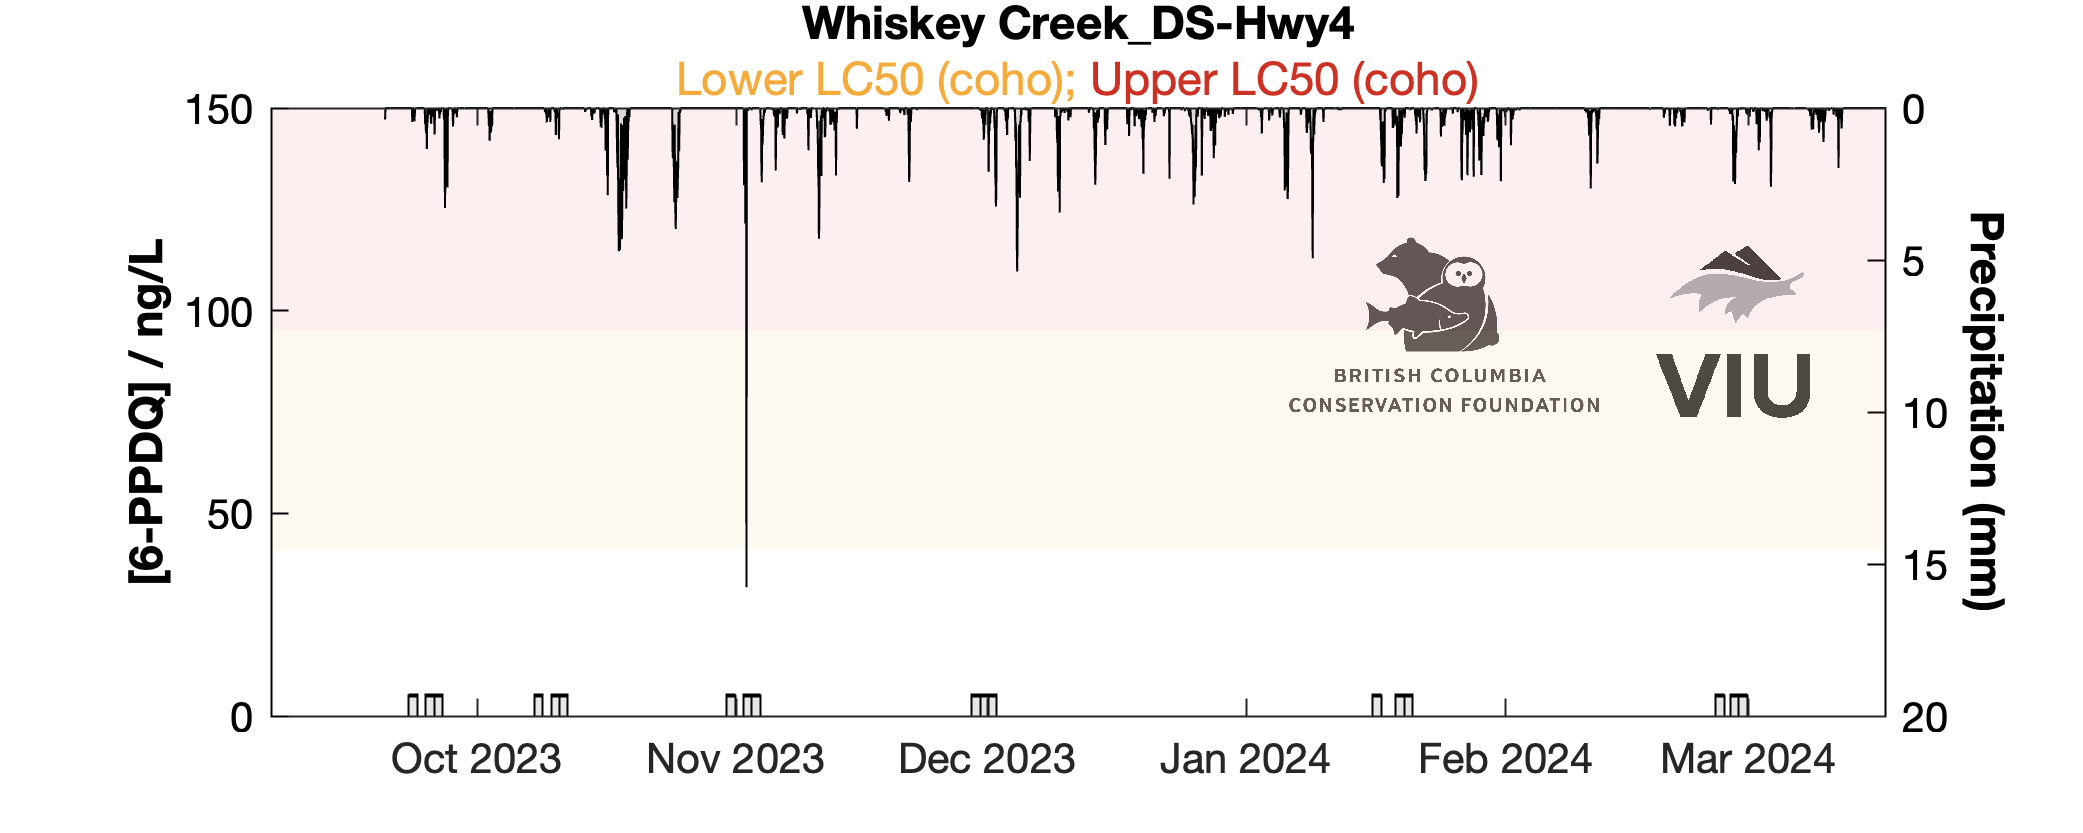 Whiskey Creek_DS-Hwy4
Lower LC50 (coho); Upper LC50 (coho)
150
100
50
0
[6-PPDQ] / ng/L
0
5
10
15
20
Precipitation (mm)
BRITISH COLUMBIA
CONSERVATION FOUNDATION
VIU
Oct 2023
Nov 2023
Dec 2023
Jan 2024
Feb 2024
Mar 2024